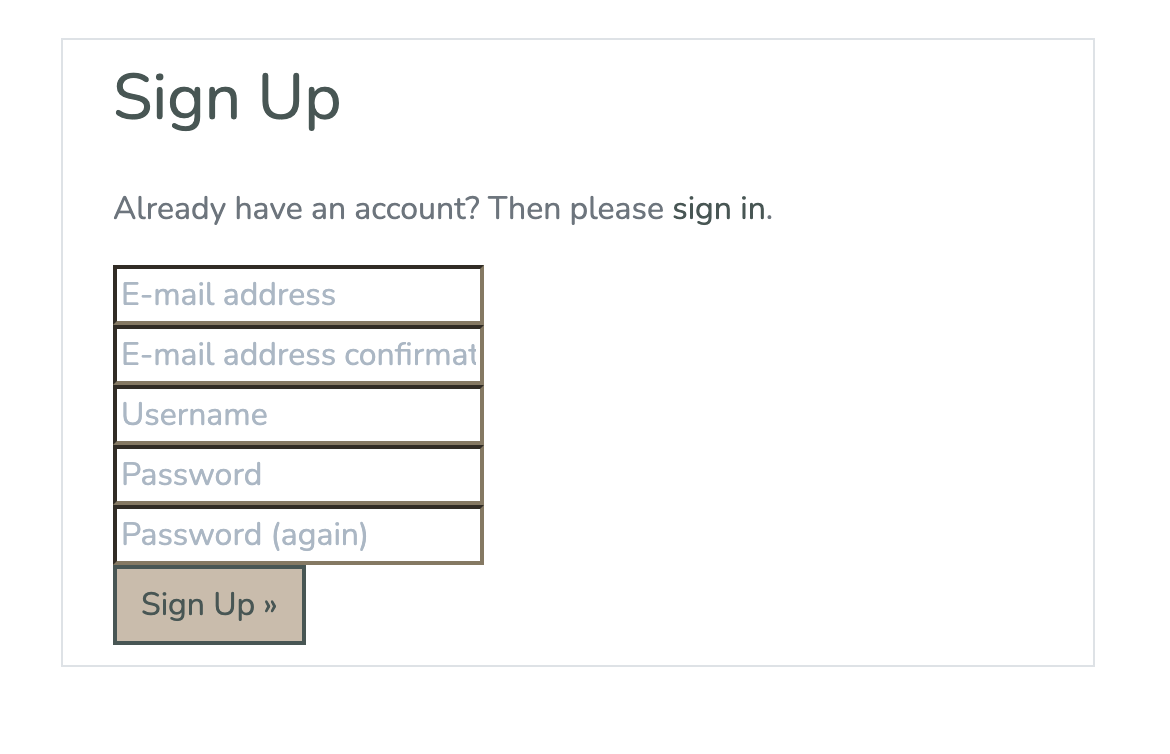 Sign Up
Already have an account? Then please sign in.
E-mail address
E-mail address confirmat
Username
Password
Password (again)
Sign Up »